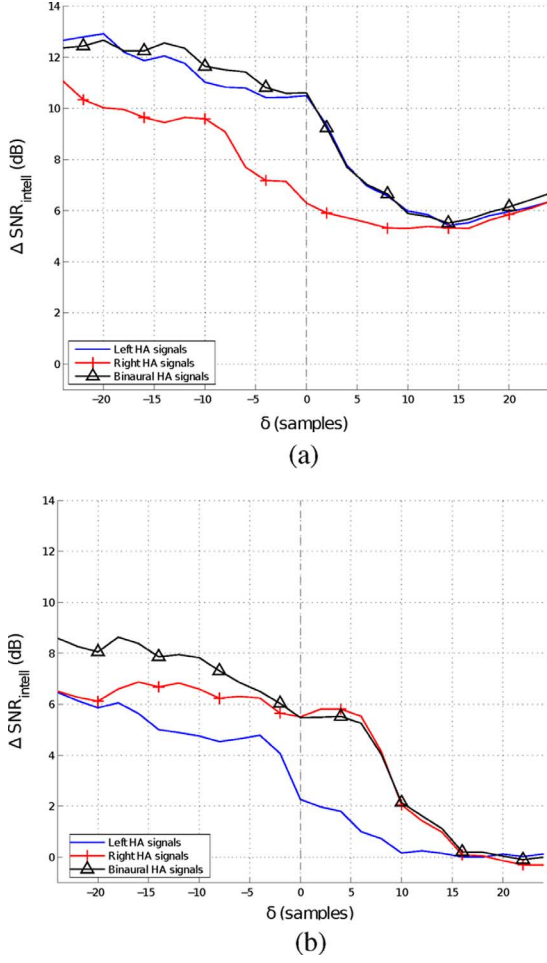 14
12
10
8
6
4
2
0
Δ SNRintell (dB)
Left HA signals
Right HA signals
Binaural HA signals
−20 −15 −10 −5 0 5 10 15 20
δ (samples)
(a)
14
12
10
8
6
4
2
0
Δ SNRintell (dB)
Left HA signals
Right HA signals
Binaural HA signals
−20 −15 −10 −5 0 5 10 15 20
δ (samples)
(b)